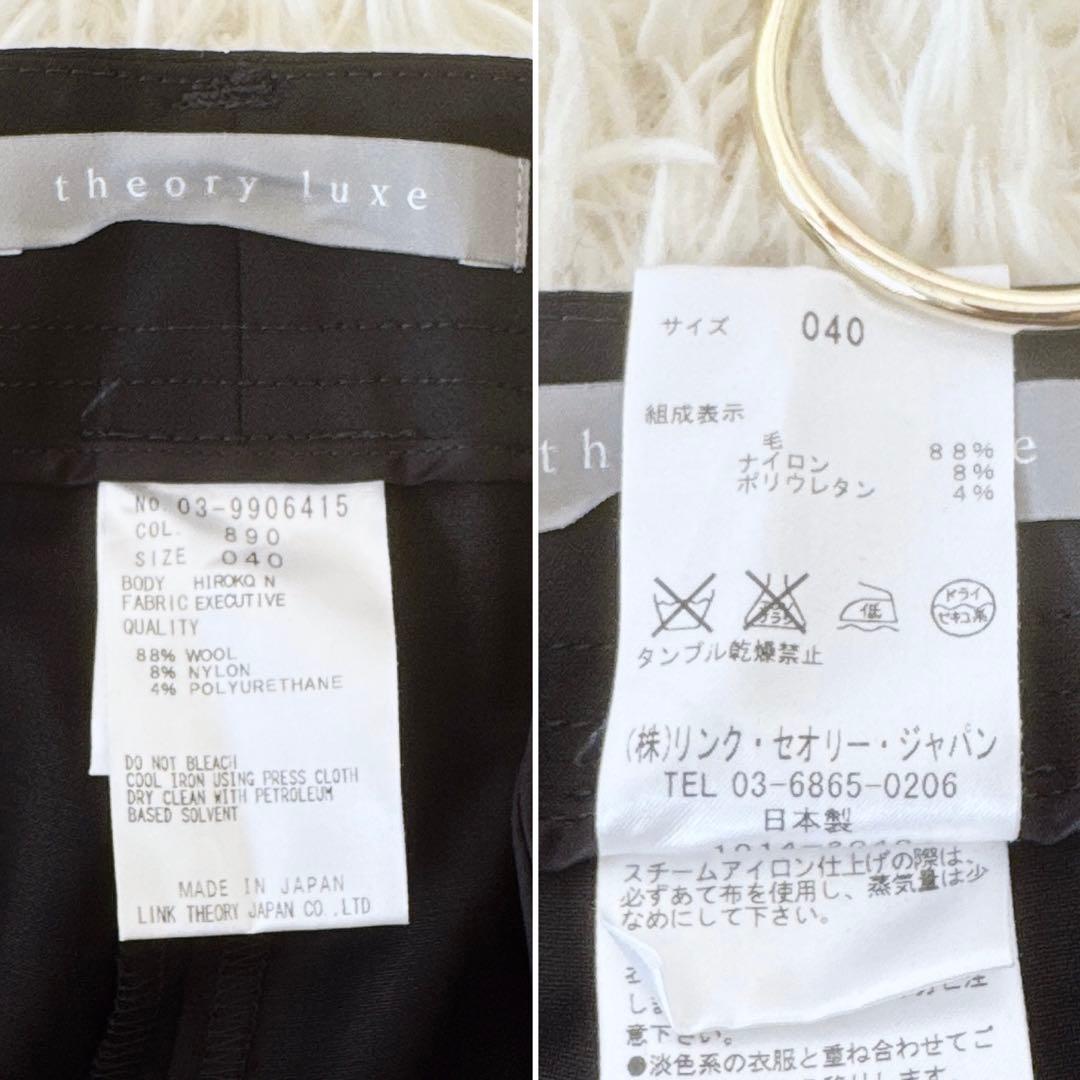 theory luxe
NO. 03-9906415
COL. 890
SIZE 040
BODY HIROKO N
FABRIC EXECUTIVE
QUALITY
88% WOOL
8% NYLON
4% POLYURETHANE
DO NOT BLEACH
COOL IRON USING PRESS CLOTH
DRY CLEAN WITH PETROLEUM
BASED SOLVENT
MADE IN JAPAN
LINK THEORY JAPAN CO.,LTD
サイズ 040
組成表示
毛 88%
ナイロン 8%
ポリウレタン 4%
th e
エンソサラシ
低
ドライ
セキユ系
タンブル乾燥禁止
(株)リンク・セオリー・ジャパン
TEL 03-6865-0206
日本製
スチームアイロン仕上げの際は、
必ずあて布を使用し、蒸気量は少
なめにして下さい。
意下さい。
●淡色系の衣服と重ね合わせてご